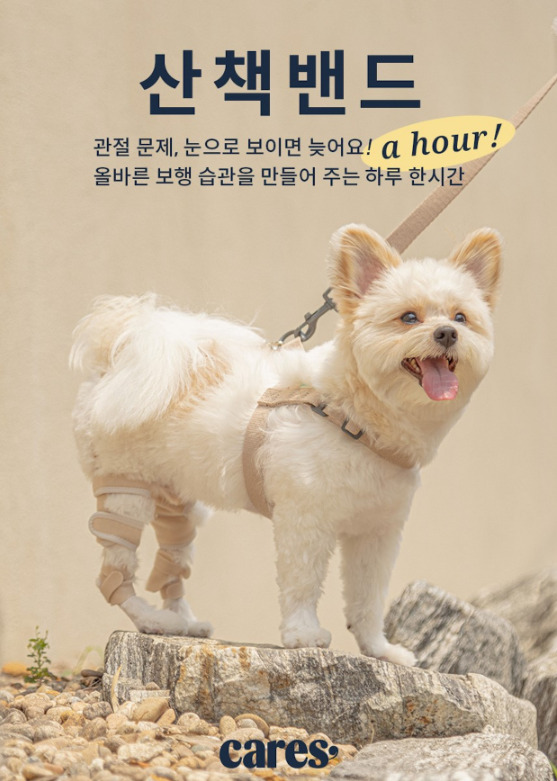 산책밴드
관절 문제, 눈으로 보이면 늦어요! a hour!
올바른 보행 습관을 만들어 주는 하루 한시간
cares